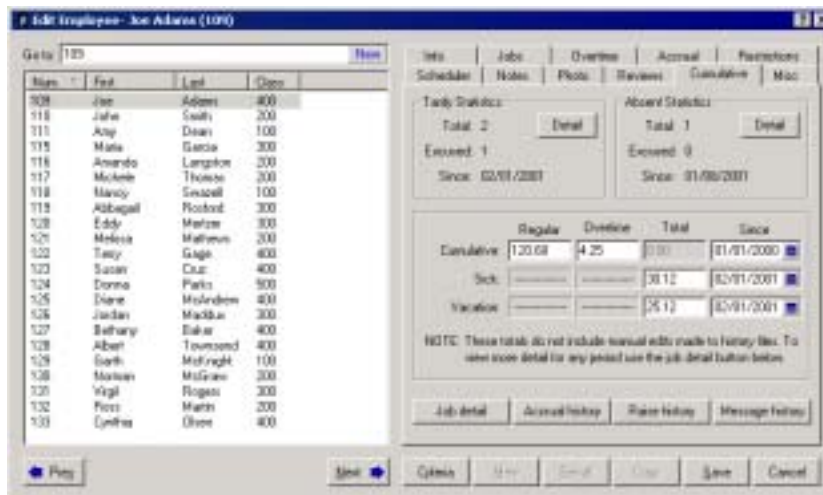 Edit Employee- Joe Adams (109)
Go to: 109 New
Num First Last Class
109 Joe Adams 400
110 John Smith 200
111 Amy Dean 100
115 Maria Garcia 300
116 Amanda Langston 200
117 Michele Thomas 200
118 Nancy 100
119 Abbegail Rosford 300
120 Eddy 300
121 Melissa Mathews 200
122 Terry Gage 400
123 Susan Cruz 400
124 Donna Parks 500
125 Diane McAndrew 400
126 Jordan Maddux 300
127 Bethany Baker 400
128 Albert Townsend 400
129 Garth McKnight 100
130 Norman McGraw 200
131 Virgil Rogers 300
132 Ross Martin 200
133 Cynthia Olsen 400
Prev Next
Info Jobs Overtime Accrual Restrictions
Scheduler Notes Photo Reviews Cumulative Misc
Tardy Statistics
Total: 2 Detail
Excused: 1
Since: 02/01/2001
Absent Statistics
Total: 1 Detail
Excused: 0
Since: 01/08/2001
Regular Overtime Total Since
Cumulative: 120.68 4.25 0.00 01/01/2000
Sick: ---------- ---------- 30.12 02/01/2001
Vacation: ---------- ---------- 25.12 02/01/2001
NOTE: These totals do not include manual edits made to history files. To
view more detail for any period use the job detail button below.
Job detail Accrual history Raise history Message history
Criteria Save Cancel